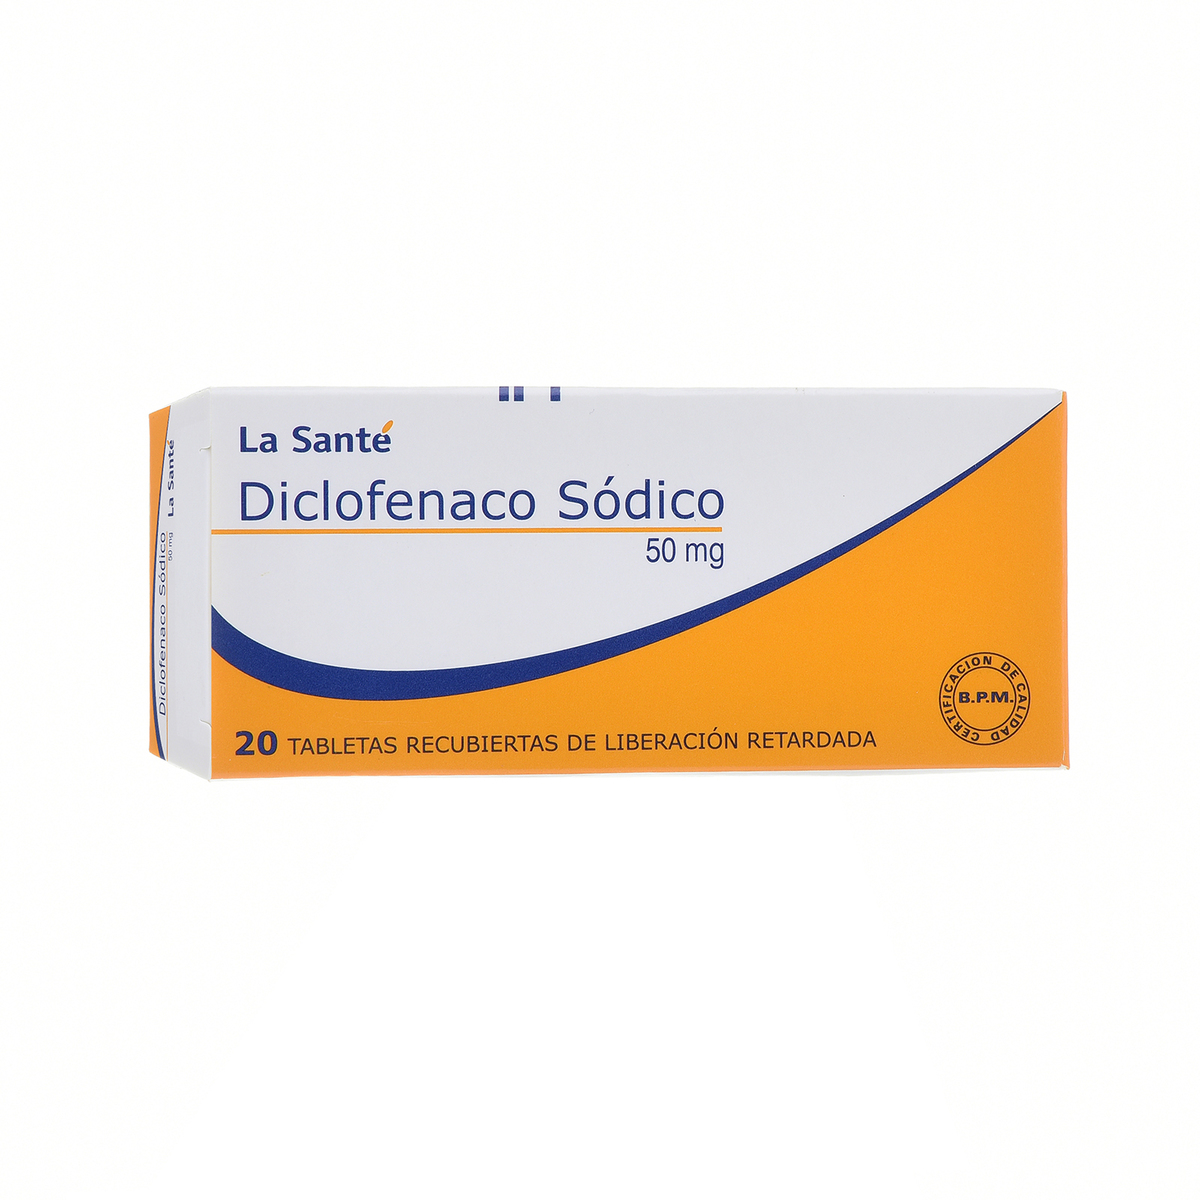 La Santé
Diclofenaco Sódico
50 mg
20 TABLETAS RECUBIERTAS DE LIBERACIÓN RETARDADA
CERTIFICACION DE CALIDAD
B.P.M.
La Santé
Diclofenaco Sódico
50 mg